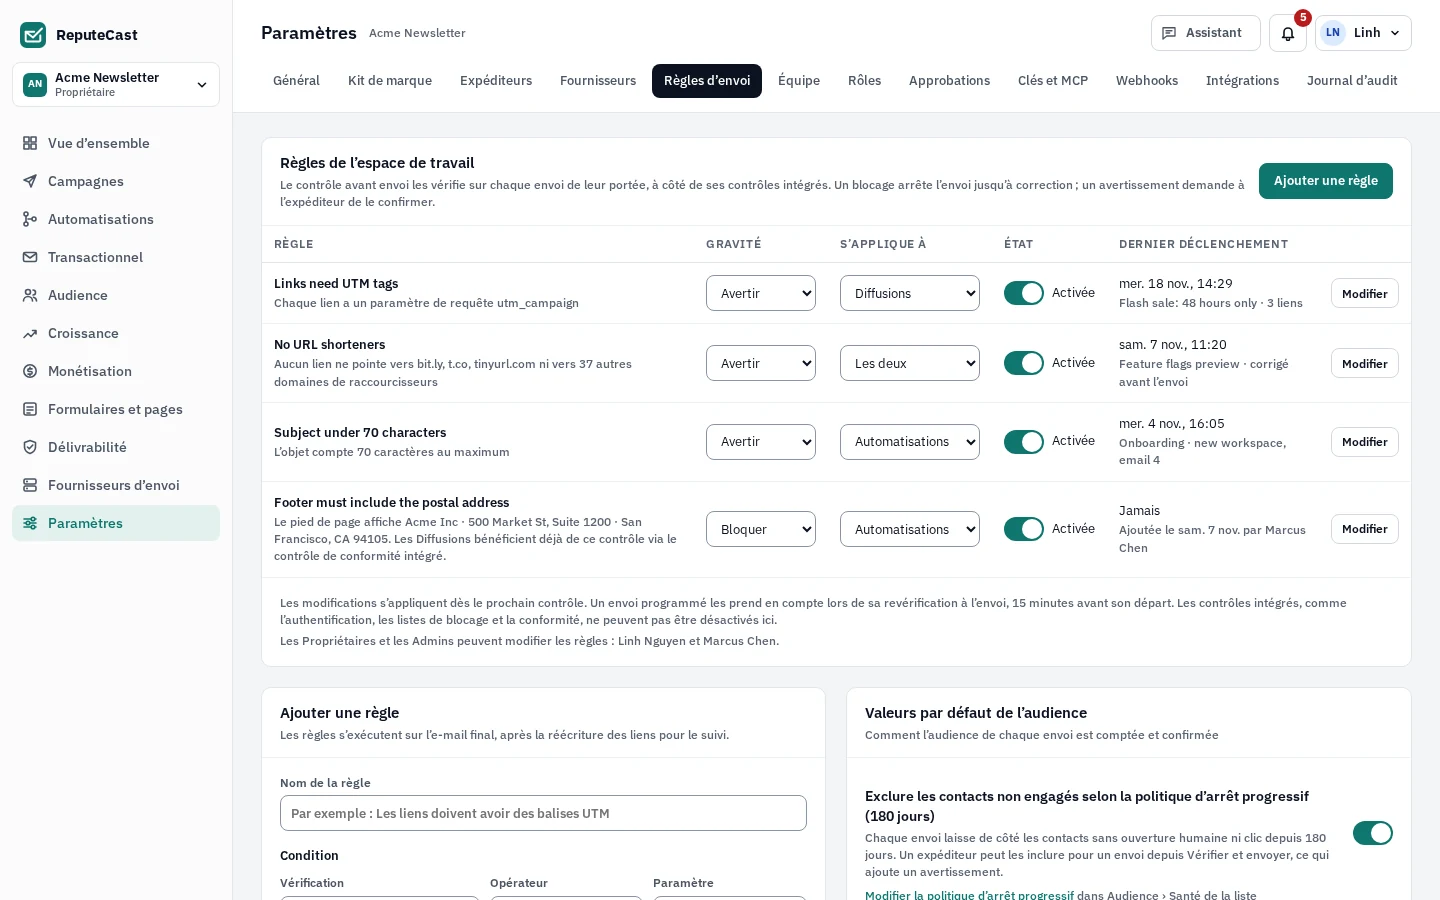 ReputeCast
AN
Acme Newsletter
Propriétaire
Vue d’ensemble
Campagnes
Automatisations
Transactionnel
Audience
Croissance
Monétisation
Formulaires et pages
Délivrabilité
Fournisseurs d’envoi
Paramètres
Paramètres Acme Newsletter
Assistant
5
LN Linh
Général Kit de marque Expéditeurs Fournisseurs Règles d’envoi Équipe Rôles Approbations Clés et MCP Webhooks Intégrations Journal d’audit
Règles de l’espace de travail
Le contrôle avant envoi les vérifie sur chaque envoi de leur portée, à côté de ses contrôles intégrés. Un blocage arrête l’envoi jusqu’à correction ; un avertissement demande à
l’expéditeur de le confirmer.
Ajouter une règle
RÈGLE GRAVITÉ S’APPLIQUE À ÉTAT DERNIER DÉCLENCHEMENT
Links need UTM tags
Chaque lien a un paramètre de requête utm_campaign
Avertir Diffusions Activée
mer. 18 nov., 14:29
Flash sale: 48 hours only · 3 liens
Modifier
No URL shorteners
Aucun lien ne pointe vers bit.ly, t.co, tinyurl.com ni vers 37 autres
domaines de raccourcisseurs
Avertir Les deux Activée
sam. 7 nov., 11:20
Feature flags preview · corrigé
avant l’envoi
Modifier
Subject under 70 characters
L’objet compte 70 caractères au maximum
Avertir Automatisations Activée
mer. 4 nov., 16:05
Onboarding · new workspace,
email 4
Modifier
Footer must include the postal address
Le pied de page affiche Acme Inc · 500 Market St, Suite 1200 · San
Francisco, CA 94105. Les Diffusions bénéficient déjà de ce contrôle via le
contrôle de conformité intégré.
Bloquer Automatisations Activée
Jamais
Ajoutée le sam. 7 nov. par Marcus
Chen
Modifier
Les modifications s’appliquent dès le prochain contrôle. Un envoi programmé les prend en compte lors de sa revérification à l’envoi, 15 minutes avant son départ. Les contrôles intégrés, comme
l’authentification, les listes de blocage et la conformité, ne peuvent pas être désactivés ici.
Les Propriétaires et les Admins peuvent modifier les règles : Linh Nguyen et Marcus Chen.
Ajouter une règle
Les règles s’exécutent sur l’e-mail final, après la réécriture des liens pour le suivi.
Nom de la règle
Par exemple : Les liens doivent avoir des balises UTM
Condition
Vérification Opérateur Paramètre
Valeurs par défaut de l’audience
Comment l’audience de chaque envoi est comptée et confirmée
Exclure les contacts non engagés selon la politique d’arrêt progressif
(180 jours)
Chaque envoi laisse de côté les contacts sans ouverture humaine ni clic depuis 180
jours. Un expéditeur peut les inclure pour un envoi depuis Vérifier et envoyer, ce qui
ajoute un avertissement.
Modifier la politique d’arrêt progressif dans Audience › Santé de la liste